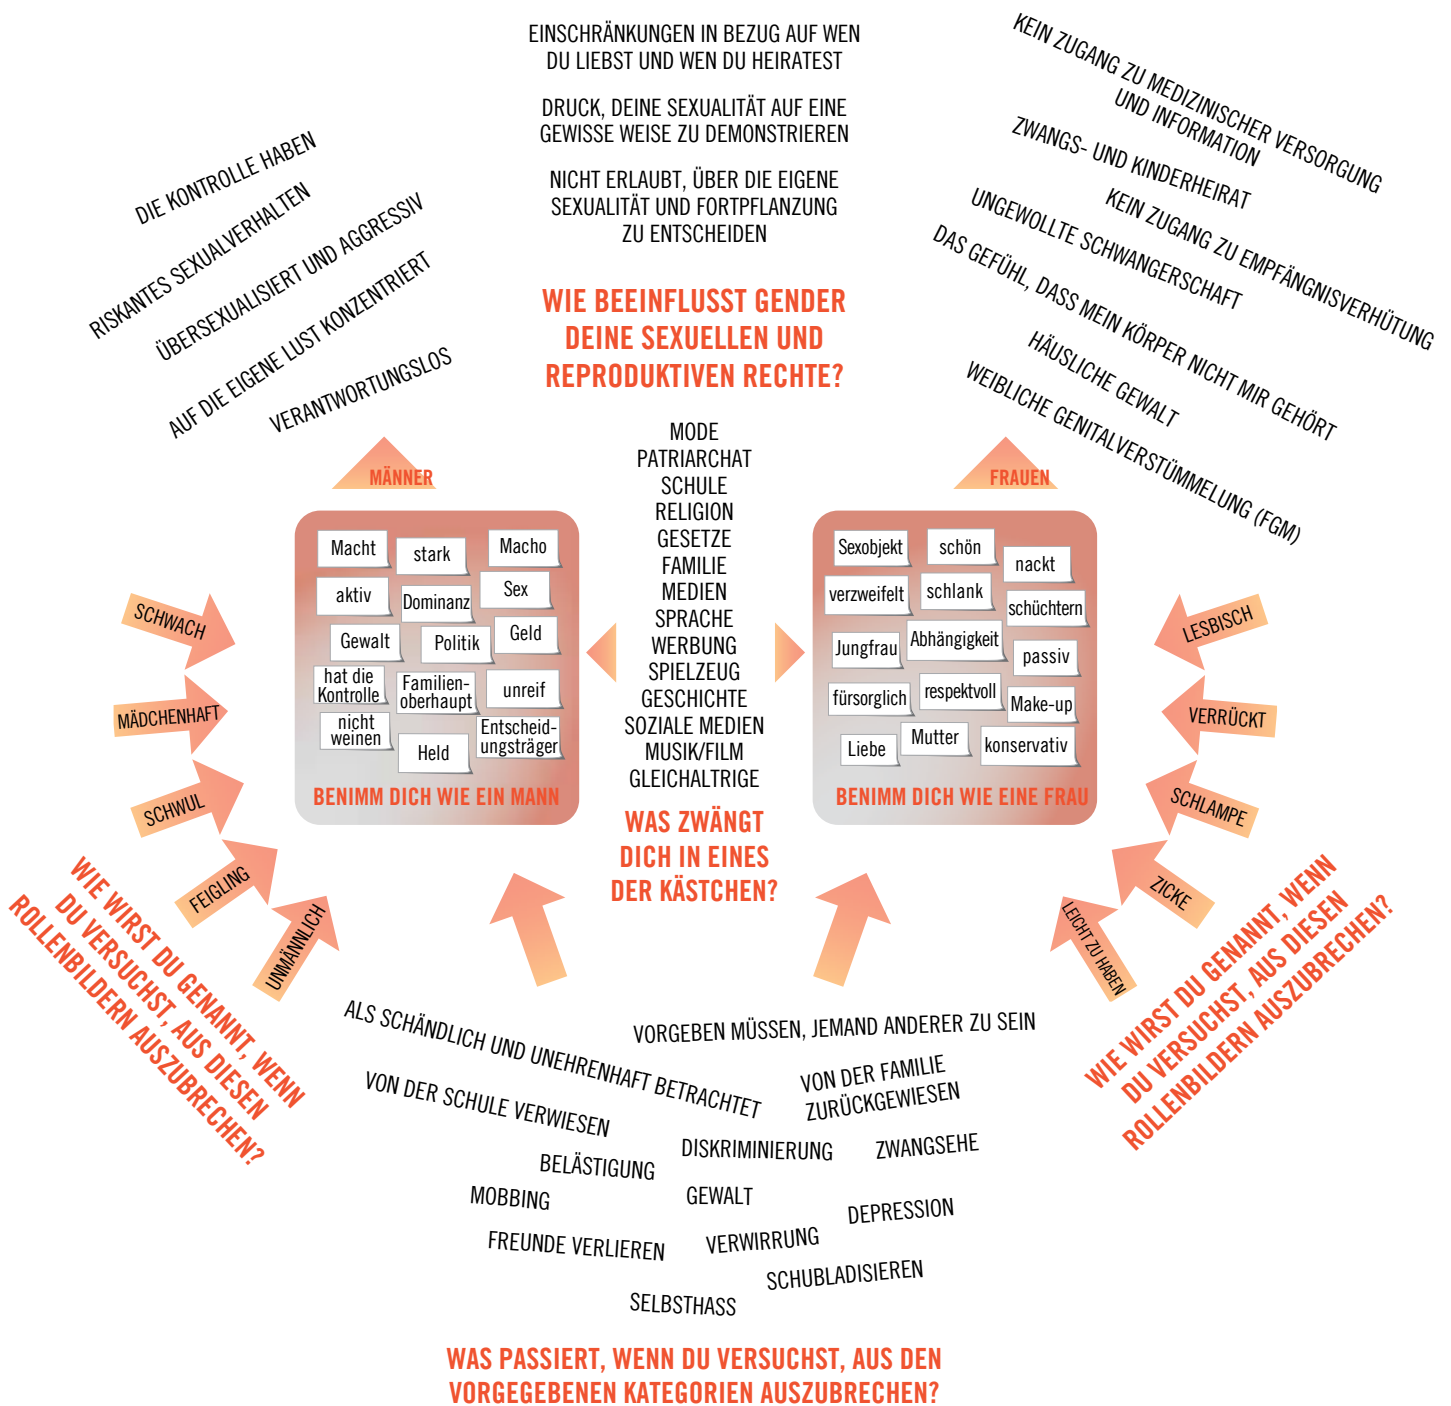 EINSCHRÄNKUNGEN IN BEZUG AUF WEN
DU LIEBST UND WEN DU HEIRATEST
DRUCK, DEINE SEXUALITÄT AUF EINE
GEWISSE WEISE ZU DEMONSTRIEREN
NICHT ERLAUBT, ÜBER DIE EIGENE
SEXUALITÄT UND FORTPFLANZUNG
ZU ENTSCHEIDEN
DIE KONTROLLE HABEN
RISKANTES SEXUALVERHALTEN
ÜBERSEXUALISIERT UND AGGRESSIV
AUF DIE EIGENE LUST KONZENTRIERT
VERANTWORTUNGSLOS
KEIN ZUGANG ZU MEDIZINISCHER VERSORGUNG
UND INFORMATION
ZWANGS- UND KINDERHEIRAT
KEIN ZUGANG ZU EMPFÄNGNISVERHÜTUNG
UNGEWOLLTE SCHWANGERSCHAFT
DAS GEFÜHL, DASS MEIN KÖRPER NICHT MIR GEHÖRT
HÄUSLICHE GEWALT
WEIBLICHE GENITALVERSTÜMMELUNG (FGM)
WIE BEEINFLUSST GENDER
DEINE SEXUELLEN UND
REPRODUKTIVEN RECHTE?
MÄNNER
Macht
stark
Macho
aktiv
Dominanz
Sex
Gewalt
Politik
Geld
hat die
Kontrolle
Familien-
oberhaupt
unreif
nicht
weinen
Held
Entscheid-
ungsträger
BENIMM DICH WIE EIN MANN
MODE
PATRIARCHAT
SCHULE
RELIGION
GESETZE
FAMILIE
MEDIEN
SPRACHE
WERBUNG
SPIELZEUG
GESCHICHTE
SOZIALE MEDIEN
MUSIK/FILM
GLEICHALTRIGE
WAS ZWÄNGT
DICH IN EINES
DER KÄSTCHEN?
FRAUEN
Sexobjekt
schön
nackt
verzweifelt
schlank
schüchtern
Jungfrau
Abhängigkeit
passiv
fürsorglich
respektvoll
Make-up
Liebe
Mutter
konservativ
BENIMM DICH WIE EINE FRAU
SCHWACH
MÄDCHENHAFT
SCHWUL
FEIGLING
UNMÄNNLICH
WIE WIRST DU GENANNT, WENN
DU VERSUCHST, AUS DIESEN
ROLLENBILDERN AUSZUBRECHEN?
LESBISCH
VERRÜCKT
SCHLAMPE
ZICKE
LEICHT ZU HABEN
WIE WIRST DU GENANNT, WENN
DU VERSUCHST, AUS DIESEN
ROLLENBILDERN AUSZUBRECHEN?
ALS SCHÄNDLICH UND UNEHRENHAFT BETRACHTET
VORGEBEN MÜSSEN, JEMAND ANDERER ZU SEIN
VON DER SCHULE VERWIESEN
VON DER FAMILIE
ZURÜCKGEWIESEN
BELÄSTIGUNG
DISKRIMINIERUNG
ZWANGSEHE
MOBBING
GEWALT
DEPRESSION
FREUNDE VERLIEREN
VERWIRRUNG
SCHUBLADISIEREN
SELBSTHASS
WAS PASSIERT, WENN DU VERSUCHST, AUS DEN
VORGEGEBENEN KATEGORIEN AUSZUBRECHEN?